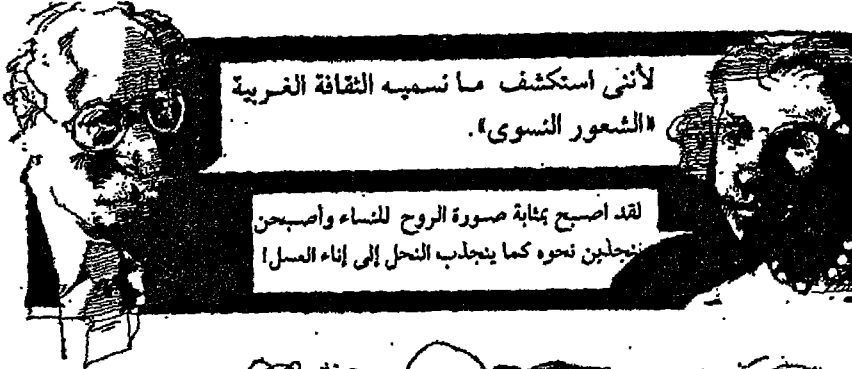 لأننى استكشف ما نسميه الثقافة الغربية
«الشعور النسوى».
لقد اصبح بمثابة صورة الروح للنساء وأصبحن
ينجذبن نحوه كما ينجذب النحل إلى إناء العسل!